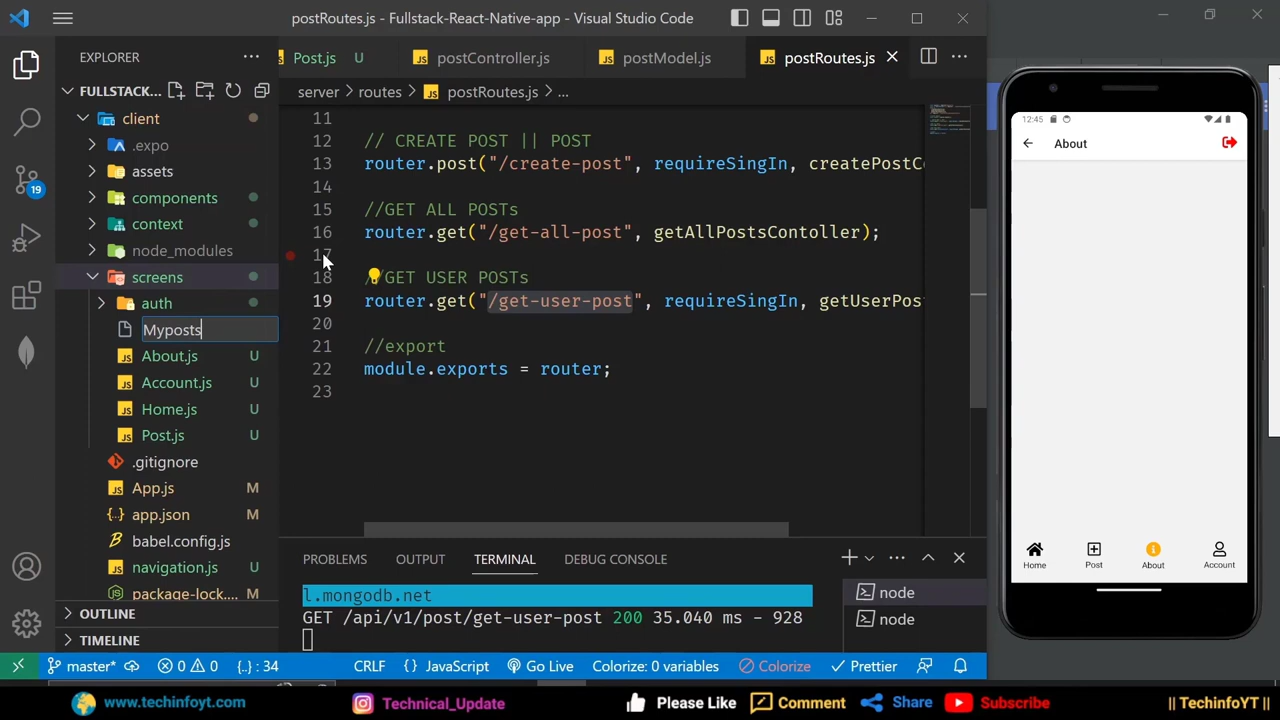 postRoutes.js - Fullstack-React-Native-app - Visual Studio Code
EXPLORER
Post.js U
postController.js
postModel.js
postRoutes.js
FULLSTACK...
server > routes > postRoutes.js > ...
client
.expo
assets
components
context
node_modules
screens
auth
Myposts
About.js U
Account.js U
Home.js U
Post.js U
.gitignore
App.js M
app.json M
babel.config.js
navigation.js
package-lock.... M
OUTLINE
TIMELINE
19
11
12 // CREATE POST || POST
13 router.post("/create-post", requireSingIn, createPostCo
14
15 //GET ALL POSTs
16 router.get("/get-all-post", getAllPostsContoller);
17
18 //GET USER POSTs
19 router.get("/get-user-post", requireSingIn, getUserPos
20
21 //export
22 module.exports = router;
23
PROBLEMS OUTPUT TERMINAL DEBUG CONSOLE
l.mongodb.net
GET /api/v1/post/get-user-post 200 35.040 ms - 928
node
node
master* 0 0 {..} : 34 CRLF {} JavaScript Go Live Colorize: 0 variables Colorize Prettier
12:45
About
Home Post About Account
www.techinfoyt.com Technical_Update Please Like Comment Share Subscribe || TechinfoYT ||